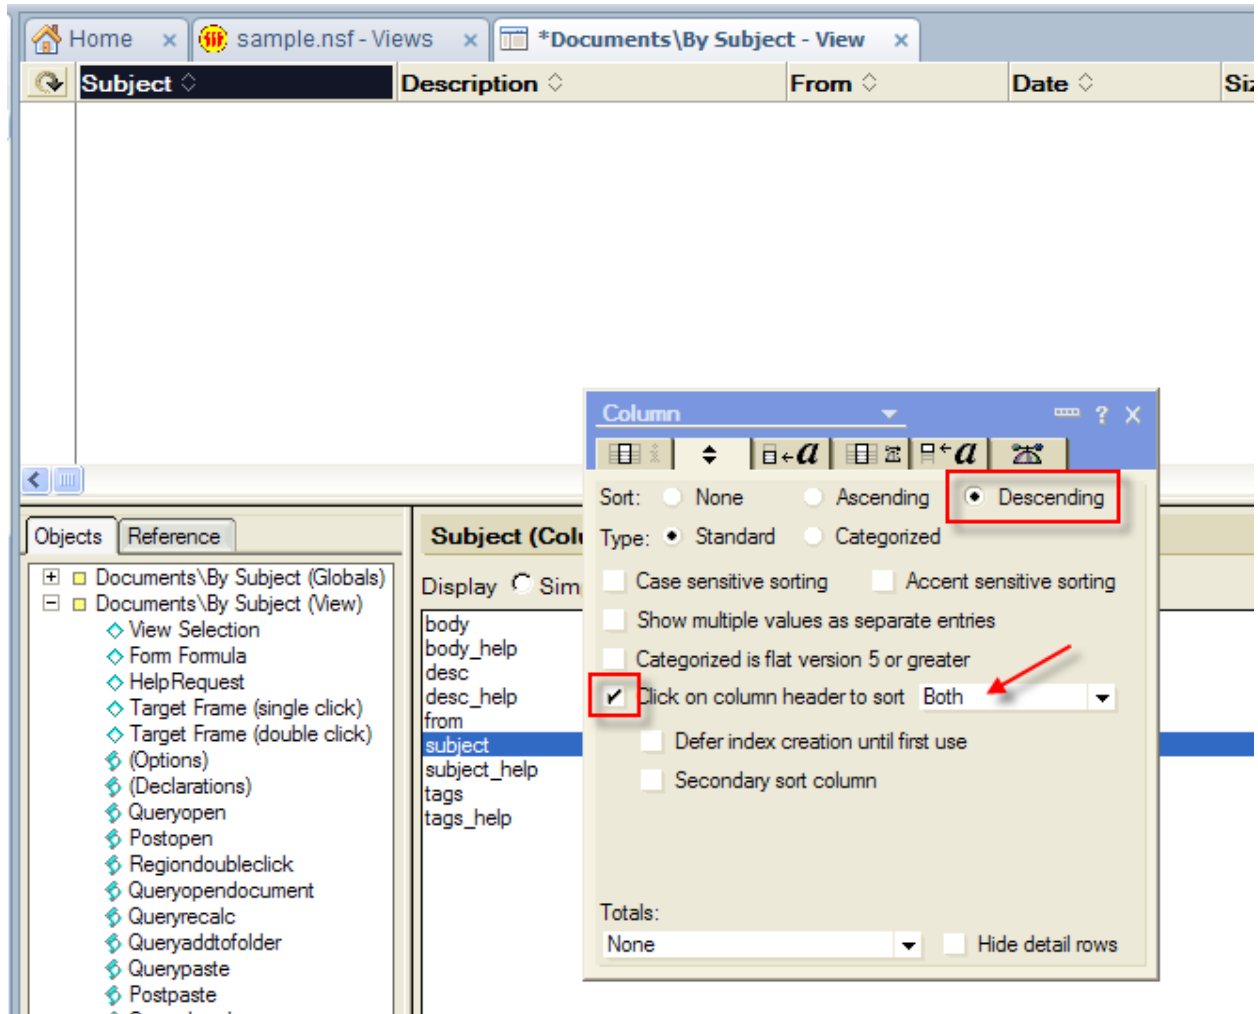 Home
sample.nsf - Views
*Documents\By Subject - View
Subject
Description
From
Date
Column
?
Sort: None Ascending Descending
Type: Standard Categorized
Case sensitive sorting Accent sensitive sorting
Show multiple values as separate entries
Categorized is flat version 5 or greater
Click on column header to sort Both
Defer index creation until first use
Secondary sort column
Totals:
None Hide detail rows
Objects Reference
Documents\By Subject (Globals)
Documents\By Subject (View)
View Selection
Form Formula
HelpRequest
Target Frame (single click)
Target Frame (double click)
(Options)
(Declarations)
Queryopen
Postopen
Regiondoubleclick
Queryopendocument
Queryrecalc
Queryaddtofolder
Querypaste
Postpaste
Subject (Colu
Display Sim
body
body_help
desc
desc_help
from
subject
subject_help
tags
tags_help